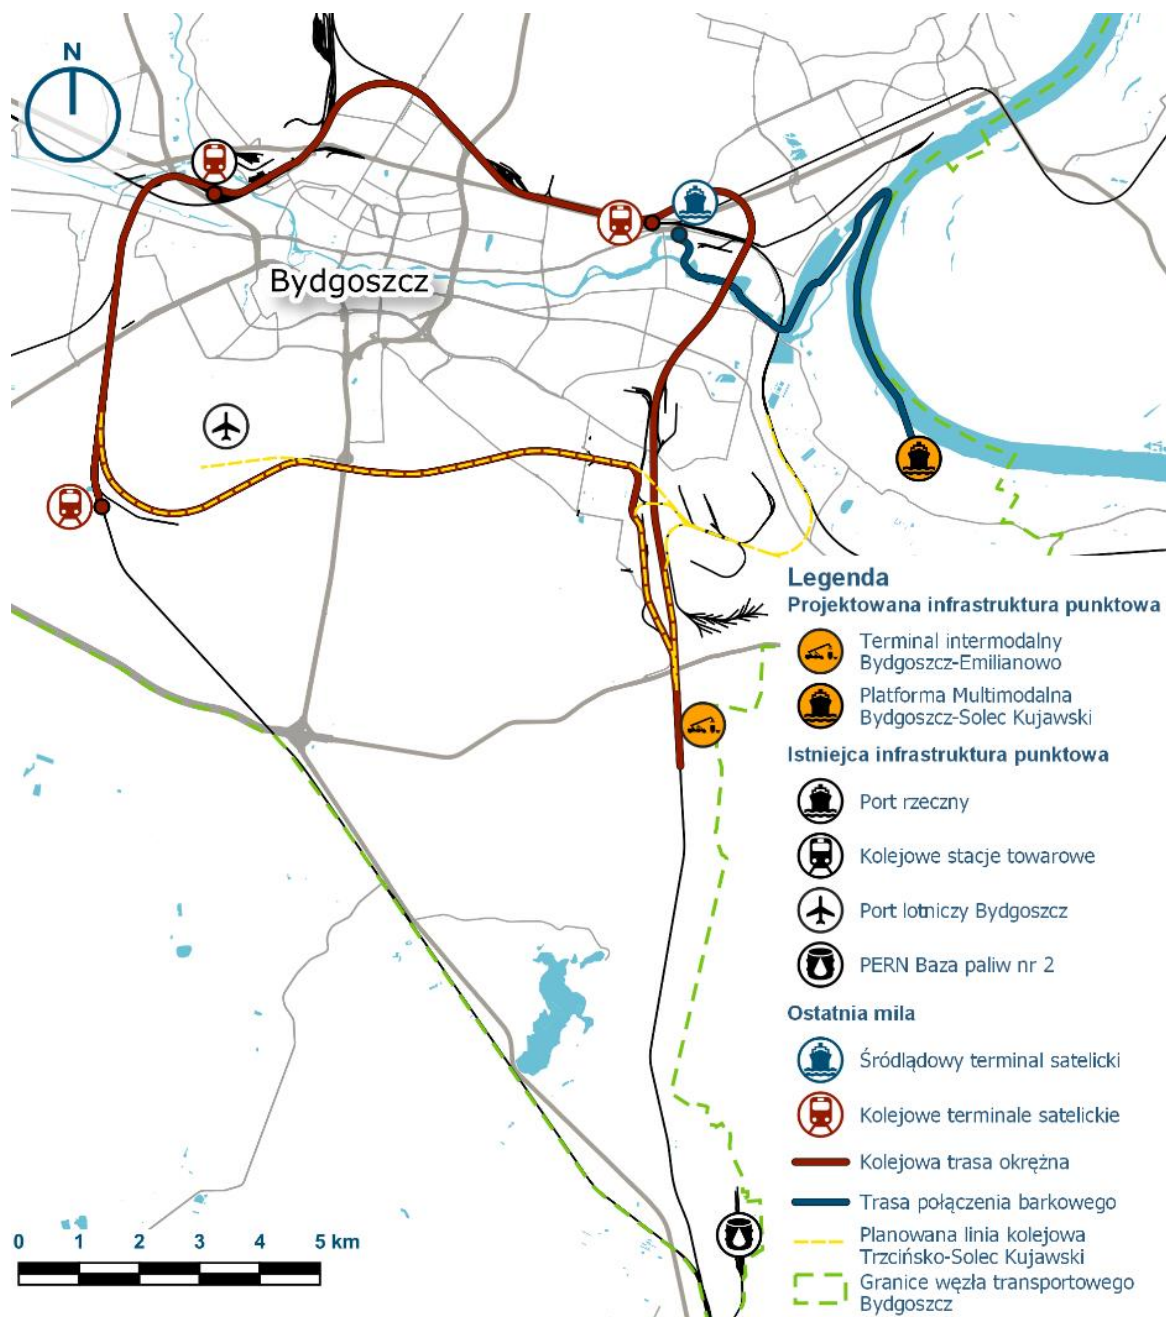 N
Bydgoszcz
Legenda
Projektowana infrastruktura punktowa
Terminal intermodalny
Bydgoszcz-Emilianowo
Platforma Multimodalna
Bydgoszcz-Solec Kujawski
Istniejca infrastruktura punktowa
Port rzeczny
Kolejowe stacje towarowe
Port lotniczy Bydgoszcz
PERN Baza paliw nr 2
Ostatnia mila
Śródlądowy terminal satelicki
Kolejowe terminale satelickie
Kolejowa trasa okrężna
Trasa połączenia barkowego
Planowana linia kolejowa
Trzcińsko-Solec Kujawski
Granice węzła transportowego
Bydgoszcz
0 1 2 3 4 5 km